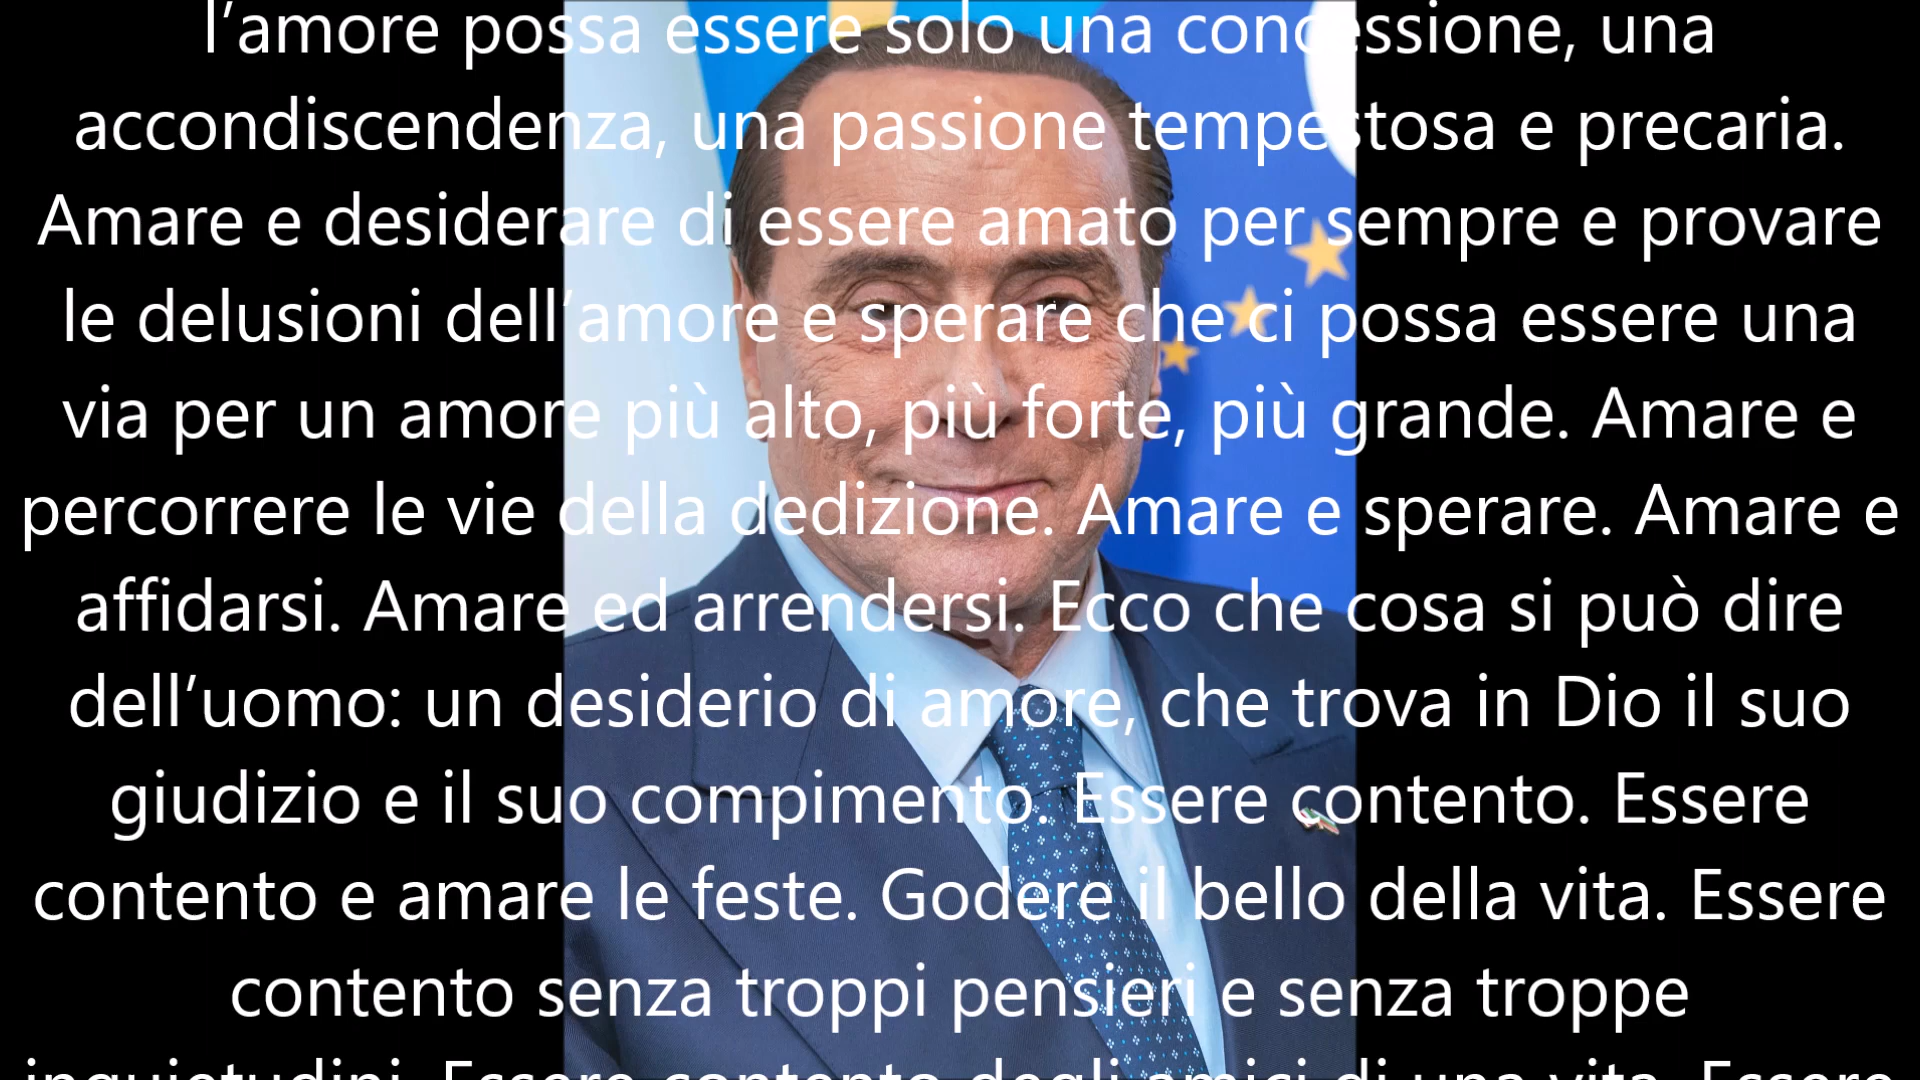 l’amore possa essere solo una concessione, una
accondiscendenza, una passione tempestosa e precaria.
Amare e desiderare di essere amato per sempre e provare
le delusioni dell’amore e sperare che ci possa essere una
via per un amore più alto, più forte, più grande. Amare e
percorrere le vie della dedizione. Amare e sperare. Amare e
affidarsi. Amare ed arrendersi. Ecco che cosa si può dire
dell’uomo: un desiderio di amore, che trova in Dio il suo
giudizio e il suo compimento. Essere contento. Essere
contento e amare le feste. Godere il bello della vita. Essere
contento senza troppi pensieri e senza troppe
inquietudini. Essere contento degli amici di una vita. Essere